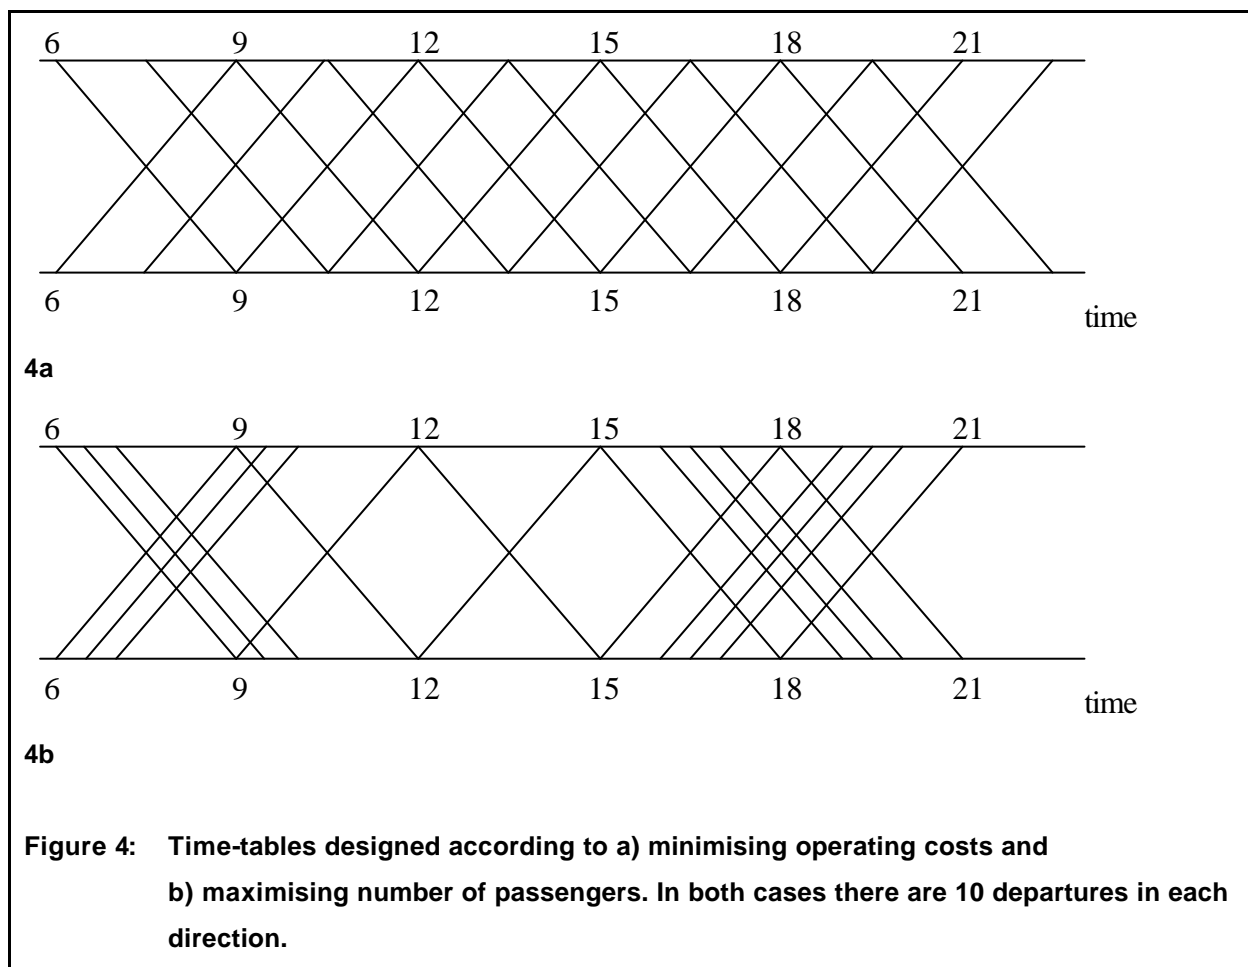 6 9 12 15 18 21
6 9 12 15 18 21
time
4a
6 9 12 15 18 21
6 9 12 15 18 21
time
4b
Figure 4: Time-tables designed according to a) minimising operating costs and
b) maximising number of passengers. In both cases there are 10 departures in each
direction.